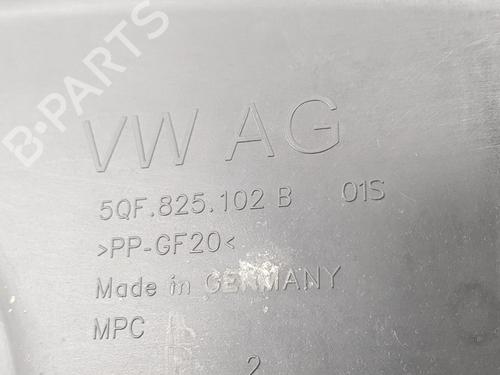 B-PARTS
VW AG
5QF.825.102 B 01S
>PP-GF20<
Made in GERMANY
MPC
2